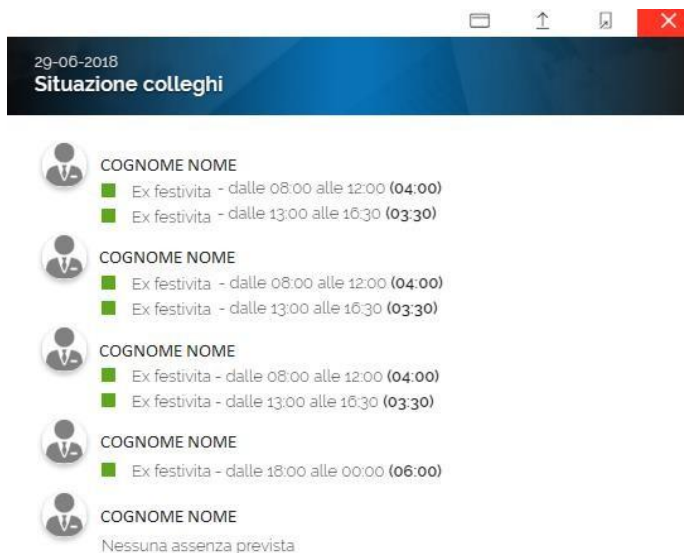 29-06-2018
Situazione colleghi
COGNOME NOME
Ex festivita - dalle 08:00 alle 12:00 (04:00)
Ex festivita - dalle 13:00 alle 16:30 (03:30)
COGNOME NOME
Ex festivita - dalle 08:00 alle 12:00 (04:00)
Ex festivita - dalle 13:00 alle 16:30 (03:30)
COGNOME NOME
Ex festivita - dalle 08:00 alle 12:00 (04:00)
Ex festivita - dalle 13:00 alle 16:30 (03:30)
COGNOME NOME
Ex festivita - dalle 18:00 alle 00:00 (06:00)
COGNOME NOME
Nessuna assenza prevista